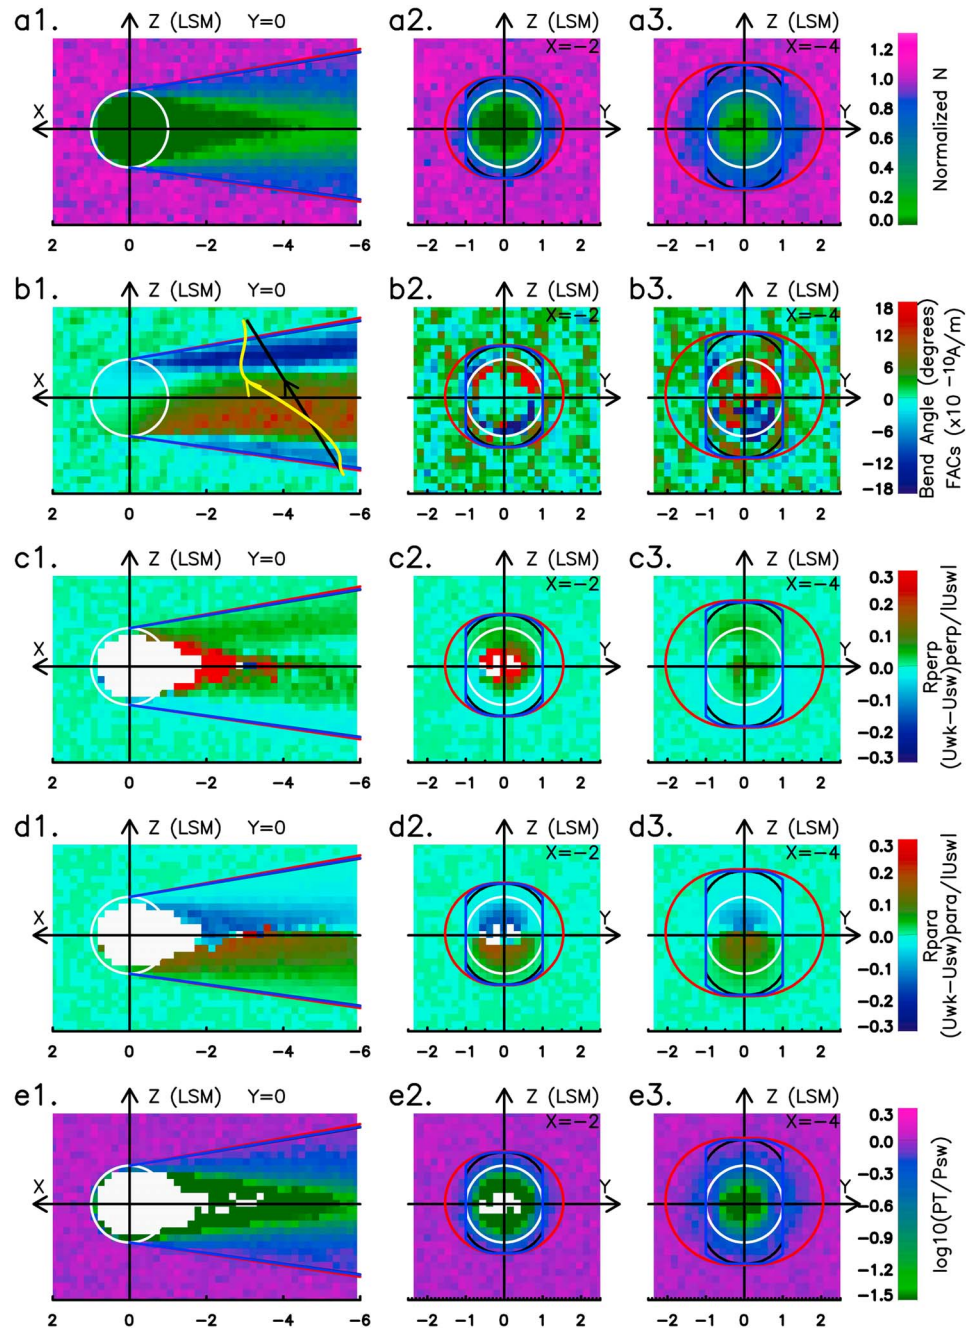 a1. Z (LSM) Y=0 a2. Z (LSM) X=−2 a3. Z (LSM) X=−4
X Y Y
1.2 1.0 0.8 0.6 0.4 0.2 0.0 Normalized N
2 0 −2 −4 −6 −2 −1 0 1 2 −2 −1 0 1 2
b1. Z (LSM) Y=0 b2. Z (LSM) X=−2 b3. Z (LSM) X=−4
X Y Y
18 12 6 0 −6 −12 −18 Bend Angle (degrees)
FACs (x10 −10A/m)
2 0 −2 −4 −6 −2 −1 0 1 2 −2 −1 0 1 2
c1. Z (LSM) Y=0 c2. Z (LSM) X=−2 c3. Z (LSM) X=−4
X Y Y
0.3 0.2 0.1 0.0 −0.1 −0.2 −0.3 Rperp
(Uwk−Usw)perp/|Usw|
2 0 −2 −4 −6 −2 −1 0 1 2 −2 −1 0 1 2
d1. Z (LSM) Y=0 d2. Z (LSM) X=−2 d3. Z (LSM) X=−4
X Y Y
0.3 0.2 0.1 0.0 −0.1 −0.2 −0.3 Rpara
(Uwk−Usw)para/|Usw|
2 0 −2 −4 −6 −2 −1 0 1 2 −2 −1 0 1 2
e1. Z (LSM) Y=0 e2. Z (LSM) X=−2 e3. Z (LSM) X=−4
X Y Y
0.3 0.0 −0.3 −0.6 −0.9 −1.2 −1.5 log10(PT/Psw)
2 0 −2 −4 −6 −2 −1 0 1 2 −2 −1 0 1 2